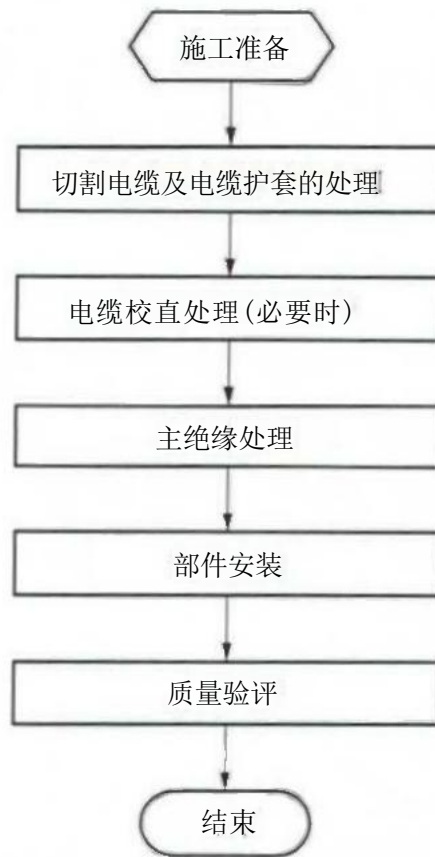 施工准备
切割电缆及电缆护套的处理
电缆校直处理(必要时)
主绝缘处理
部件安装
质量验评
结束